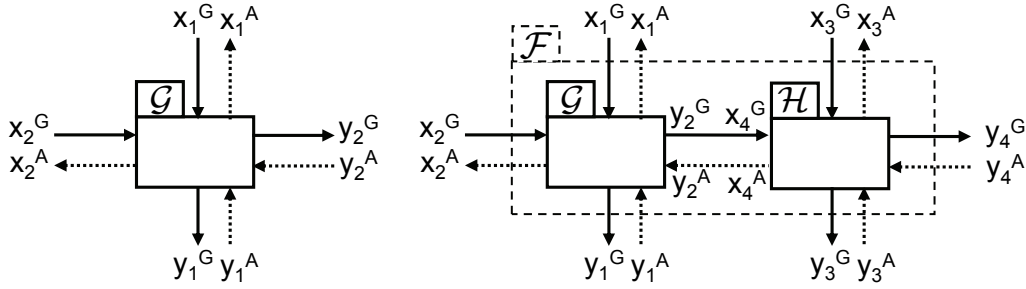 x₁ᴳ x₁ᴬ x₁ᴳ x₁ᴬ x₃ᴳ x₃ᴬ
ℱ
𝒢 𝒢 ℋ
x₂ᴳ y₂ᴳ x₂ᴳ y₂ᴳ x₄ᴳ y₄ᴳ
x₂ᴬ y₂ᴬ x₂ᴬ y₂ᴬ x₄ᴬ y₄ᴬ
y₁ᴳ y₁ᴬ y₁ᴳ y₁ᴬ y₃ᴳ y₃ᴬ